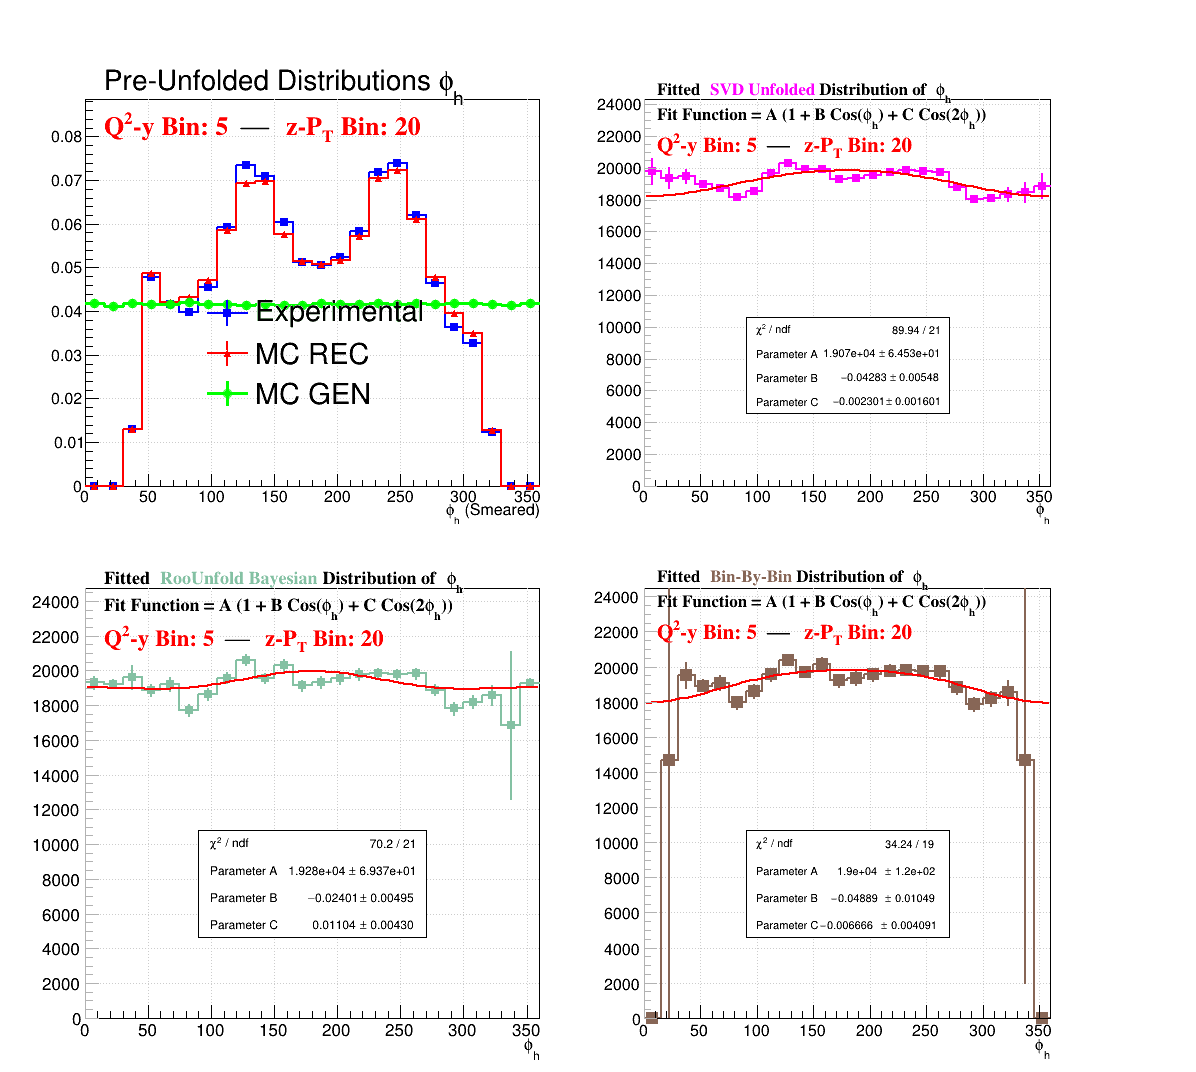 Pre-Unfolded Distributions ϕh
Q²-y Bin: 5 — z-PT Bin: 20
0.08
0.07
0.06
0.05
0.04
0.03
0.02
0.01
0
Experimental
MC REC
MC GEN
0 50 100 150 200 250 300 350
ϕh (Smeared)
Fitted SVD Unfolded Distribution of ϕh
Fit Function = A (1 + B Cos(ϕh) + C Cos(2ϕh))
Q²-y Bin: 5 — z-PT Bin: 20
24000
22000
20000
18000
16000
14000
12000
10000
8000
6000
4000
2000
0
χ² / ndf 89.94 / 21
Parameter A 1.907e+04 ± 6.453e+01
Parameter B −0.04283 ± 0.00548
Parameter C −0.002301 ± 0.001601
0 50 100 150 200 250 300 350
ϕh
Fitted RooUnfold Bayesian Distribution of ϕh
Fit Function = A (1 + B Cos(ϕh) + C Cos(2ϕh))
Q²-y Bin: 5 — z-PT Bin: 20
24000
22000
20000
18000
16000
14000
12000
10000
8000
6000
4000
2000
0
χ² / ndf 70.2 / 21
Parameter A 1.928e+04 ± 6.937e+01
Parameter B −0.02401 ± 0.00495
Parameter C 0.01104 ± 0.00430
0 50 100 150 200 250 300 350
ϕh
Fitted Bin-By-Bin Distribution of ϕh
Fit Function = A (1 + B Cos(ϕh) + C Cos(2ϕh))
Q²-y Bin: 5 — z-PT Bin: 20
24000
22000
20000
18000
16000
14000
12000
10000
8000
6000
4000
2000
0
χ² / ndf 34.24 / 19
Parameter A 1.9e+04 ± 1.2e+02
Parameter B −0.04889 ± 0.01049
Parameter C −0.006666 ± 0.004091
0 50 100 150 200 250 300 350
ϕh